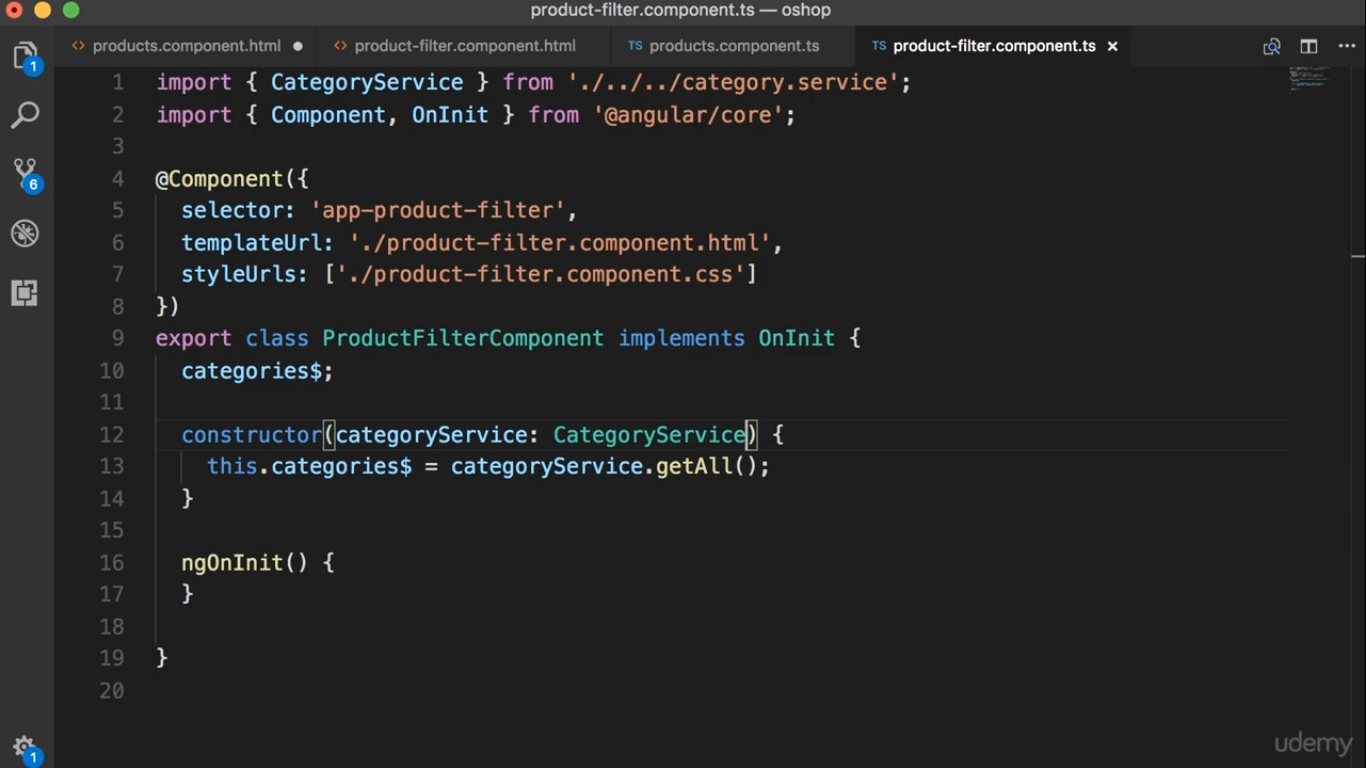 product-filter.component.ts — oshop
products.component.html
product-filter.component.html
TS products.component.ts
TS product-filter.component.ts
1 import { CategoryService } from './../../category.service';
2 import { Component, OnInit } from '@angular/core';
3
4 @Component({
5 selector: 'app-product-filter',
6 templateUrl: './product-filter.component.html',
7 styleUrls: ['./product-filter.component.css']
8 })
9 export class ProductFilterComponent implements OnInit {
10 categories$;
11
12 constructor(categoryService: CategoryService) {
13 this.categories$ = categoryService.getAll();
14 }
15
16 ngOnInit() {
17 }
18
19 }
20
1
6
1
udemy